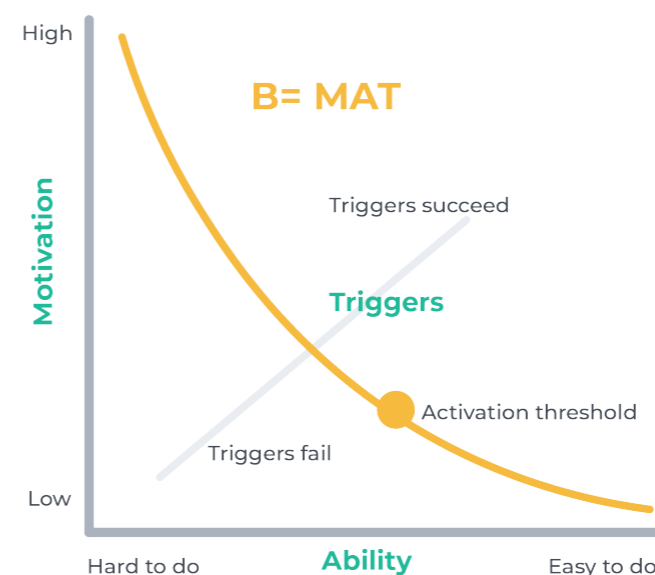 High
B= MAT
Motivation
Triggers succeed
Triggers
Activation threshold
Triggers fail
Low
Hard to do
Ability
Easy to do